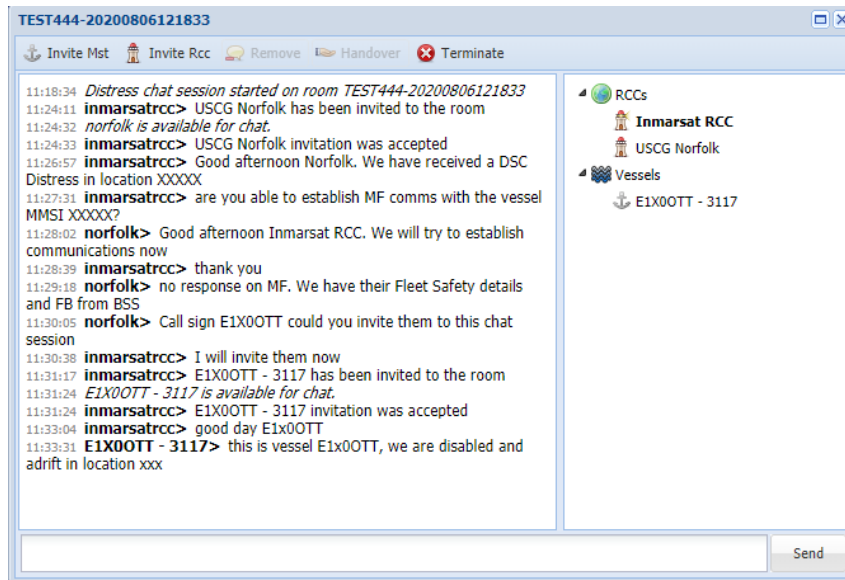 TEST444-20200806121833
Invite Mst Invite Rcc Remove Handover Terminate
11:18:34 Distress chat session started on room TEST444-20200806121833
11:24:11 inmarsatrcc> USCG Norfolk has been invited to the room
11:24:32 norfolk is available for chat.
11:24:33 inmarsatrcc> USCG Norfolk invitation was accepted
11:26:57 inmarsatrcc> Good afternoon Norfolk. We have received a DSC
Distress in location XXXXX
11:27:31 inmarsatrcc> are you able to establish MF comms with the vessel
MMSI XXXXX?
11:28:02 norfolk> Good afternoon Inmarsat RCC. We will try to establish
communications now
11:28:39 inmarsatrcc> thank you
11:29:18 norfolk> no response on MF. We have their Fleet Safety details
and FB from BSS
11:30:05 norfolk> Call sign E1X0OTT could you invite them to this chat
session
11:30:38 inmarsatrcc> I will invite them now
11:31:17 inmarsatrcc> E1X0OTT - 3117 has been invited to the room
11:31:24 E1X0OTT - 3117 is available for chat.
11:31:24 inmarsatrcc> E1X0OTT - 3117 invitation was accepted
11:33:04 inmarsatrcc> good day E1x0OTT
11:33:31 E1X0OTT - 3117> this is vessel E1x0OTT, we are disabled and
adrift in location xxx
RCCs
Inmarsat RCC
USCG Norfolk
Vessels
E1X0OTT - 3117
Send